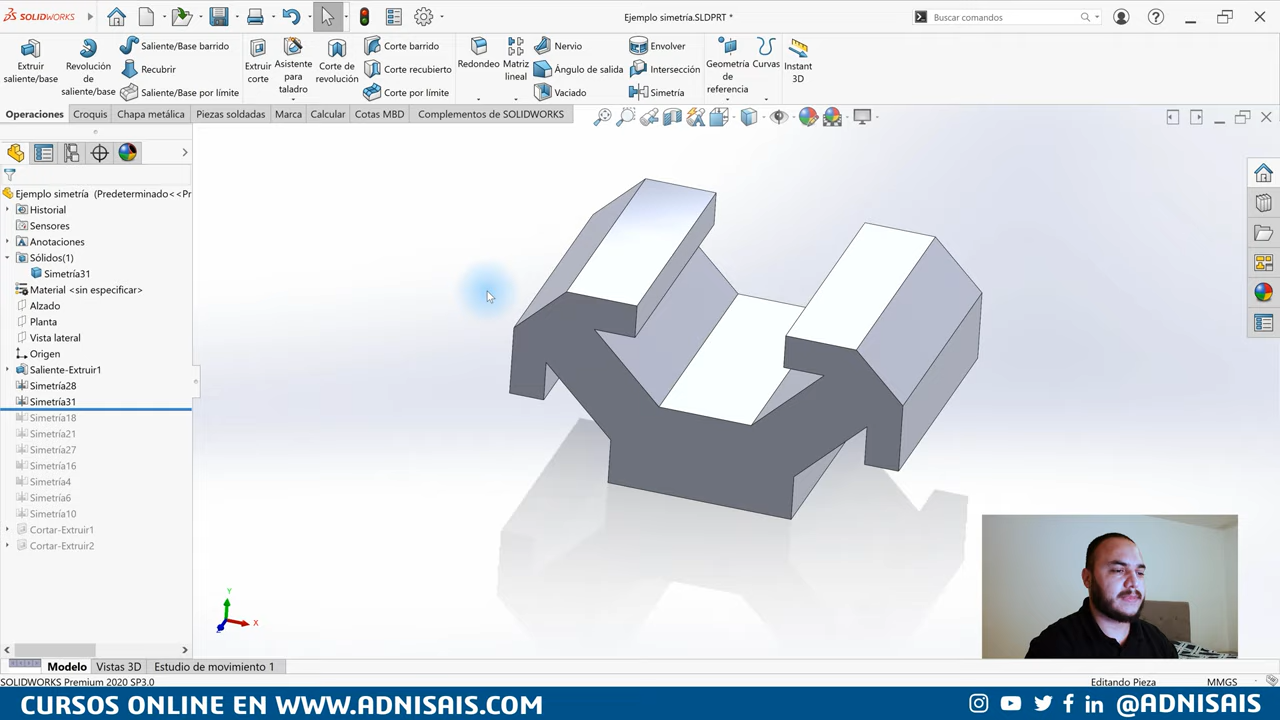 SOLIDWORKS
Ejemplo simetría.SLDPRT *
Buscar comandos
Extruir saliente/base
Revolución de saliente/base
Saliente/Base barrido
Recubrir
Saliente/Base por límite
Extruir corte
Asistente para taladro
Corte de revolución
Corte barrido
Corte recubierto
Corte por límite
Redondeo
Matriz lineal
Nervio
Ángulo de salida
Vaciado
Envolver
Intersección
Simetría
Geometría de referencia
Curvas
Instant 3D
Operaciones
Croquis
Chapa metálica
Piezas soldadas
Marca
Calcular
Cotas MBD
Complementos de SOLIDWORKS
Ejemplo simetría (Predeterminado<<Pr
Historial
Sensores
Anotaciones
Sólidos(1)
Simetría31
Material <sin especificar>
Alzado
Planta
Vista lateral
Origen
Saliente-Extruir1
Simetría28
Simetría31
Simetría18
Simetría21
Simetría27
Simetría16
Simetría4
Simetría6
Simetría10
Cortar-Extruir1
Cortar-Extruir2
Y
X
Z
Modelo
Vistas 3D
Estudio de movimiento 1
SOLIDWORKS Premium 2020 SP3.0
Editando Pieza
MMGS
CURSOS ONLINE EN WWW.ADNISAIS.COM
@ADNISAIS